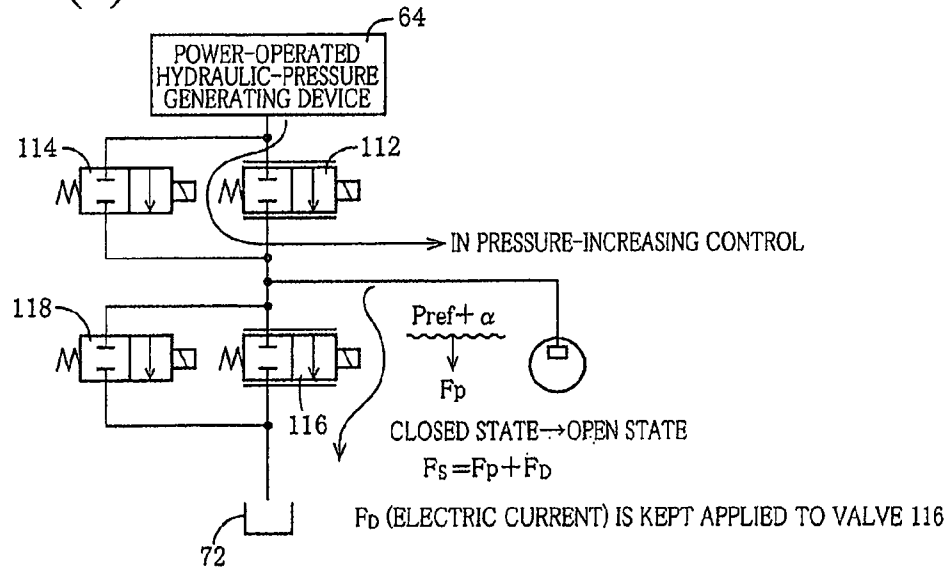 64
POWER-OPERATED
HYDRAULIC-PRESSURE
GENERATING DEVICE
114
112
IN PRESSURE-INCREASING CONTROL
118
Pref+ α
Fp
116
CLOSED STATE→OPEN STATE
FS=Fp+FD
FD (ELECTRIC CURRENT) IS KEPT APPLIED TO VALVE 116
72